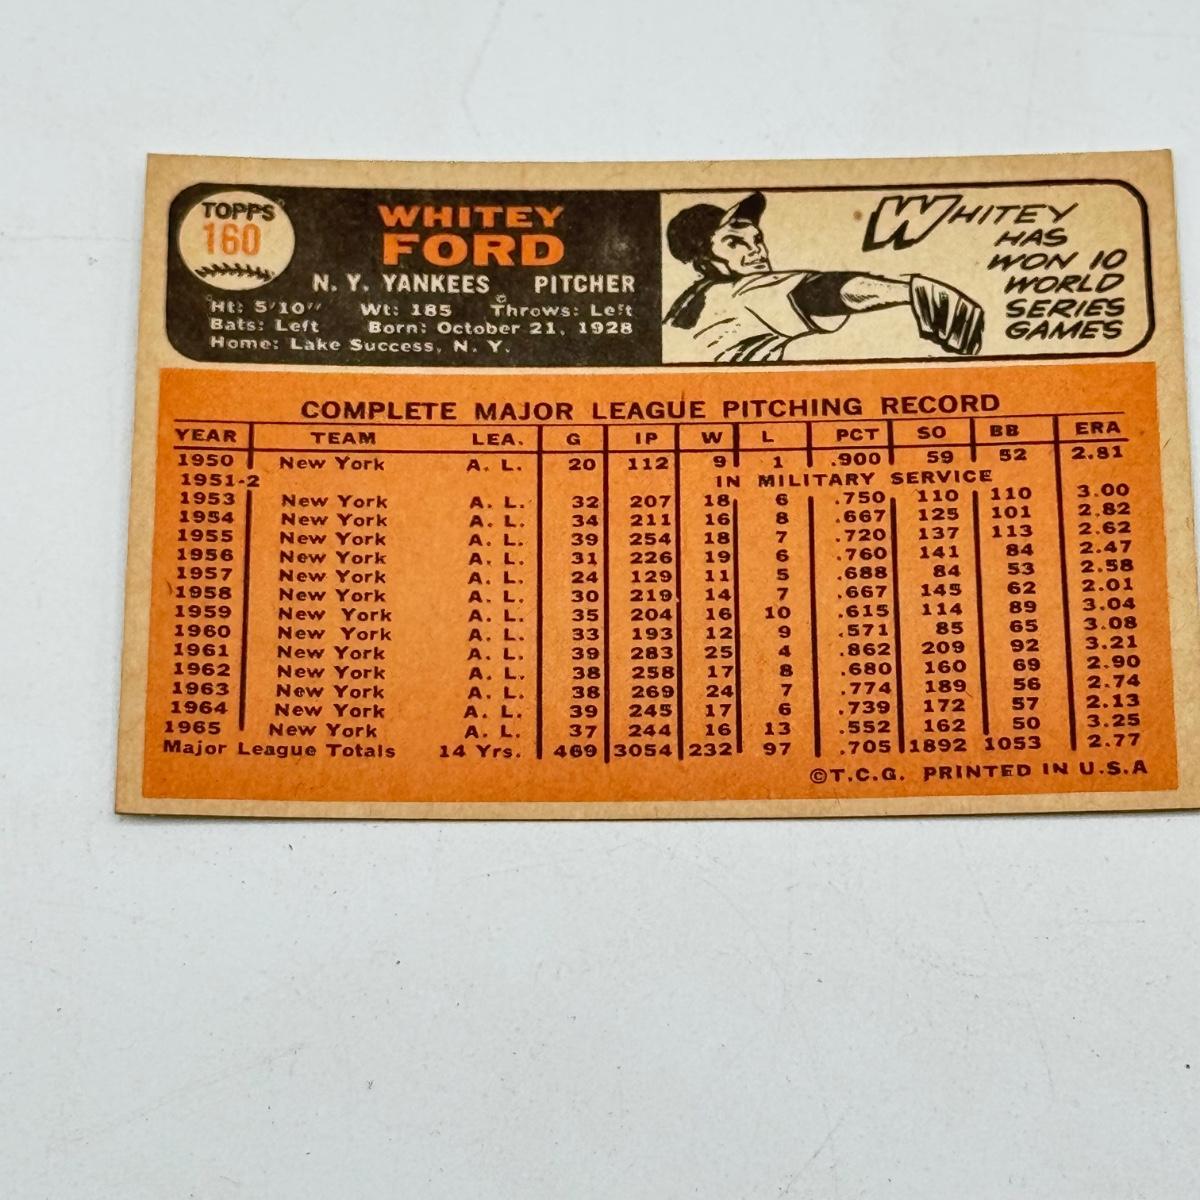 TOPPS
160
WHITEY
FORD
N. Y. YANKEES PITCHER
Ht: 5'10" Wt: 185 Throws: Left
Bats: Left Born: October 21, 1928
Home: Lake Success, N. Y.
WHITEY
HAS
WON 10
WORLD
SERIES
GAMES
COMPLETE MAJOR LEAGUE PITCHING RECORD
YEAR TEAM LEA. G IP W L PCT SO BB ERA
1950 New York A. L. 20 112 9 1 .900 59 52 2.81
1951-2 IN MILITARY SERVICE
1953 New York A. L. 32 207 18 6 .750 110 110 3.00
1954 New York A. L. 34 211 16 8 .667 125 101 2.82
1955 New York A. L. 39 254 18 7 .720 137 113 2.62
1956 New York A. L. 31 226 19 6 .760 141 84 2.47
1957 New York A. L. 24 129 11 5 .688 84 53 2.58
1958 New York A. L. 30 219 14 7 .667 145 62 2.01
1959 New York A. L. 35 204 16 10 .615 114 89 3.04
1960 New York A. L. 33 193 12 9 .571 85 65 3.08
1961 New York A. L. 39 283 25 4 .862 209 92 3.21
1962 New York A. L. 38 258 17 8 .680 160 69 2.90
1963 New York A. L. 38 269 24 7 .774 189 56 2.74
1964 New York A. L. 39 245 17 6 .739 172 57 2.13
1965 New York A. L. 37 244 16 13 .552 162 50 3.25
Major League Totals 14 Yrs. 469 3054 232 97 .705 1892 1053 2.77
©T.C.G. PRINTED IN U.S.A